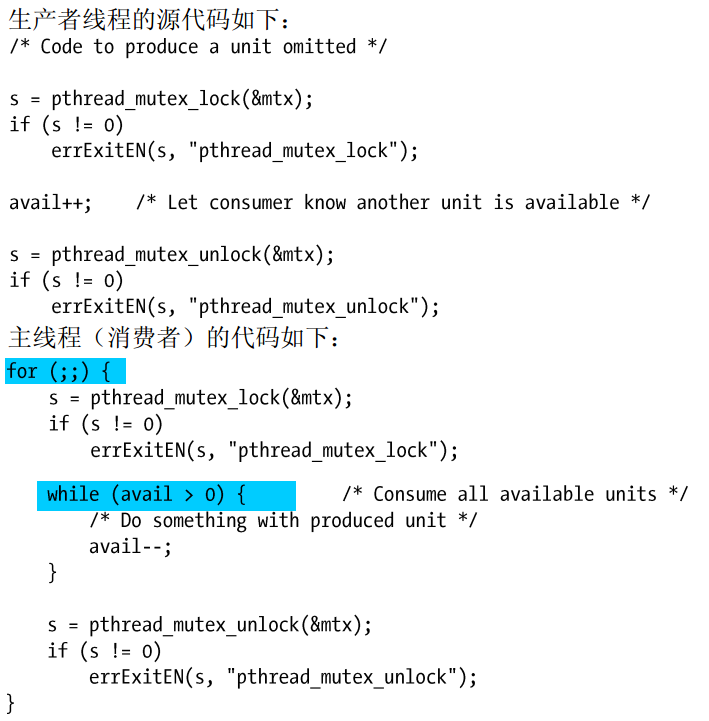 生产者线程的源代码如下：
/* Code to produce a unit omitted */
s = pthread_mutex_lock(&mtx);
if (s != 0)
    errExitEN(s, "pthread_mutex_lock");
avail++;    /* Let consumer know another unit is available */
s = pthread_mutex_unlock(&mtx);
if (s != 0)
    errExitEN(s, "pthread_mutex_unlock");
主线程（消费者）的代码如下：
for (;;) {
    s = pthread_mutex_lock(&mtx);
    if (s != 0)
        errExitEN(s, "pthread_mutex_lock");
    while (avail > 0) {         /* Consume all available units */
        /* Do something with produced unit */
        avail--;
    }
    s = pthread_mutex_unlock(&mtx);
    if (s != 0)
        errExitEN(s, "pthread_mutex_unlock");
}